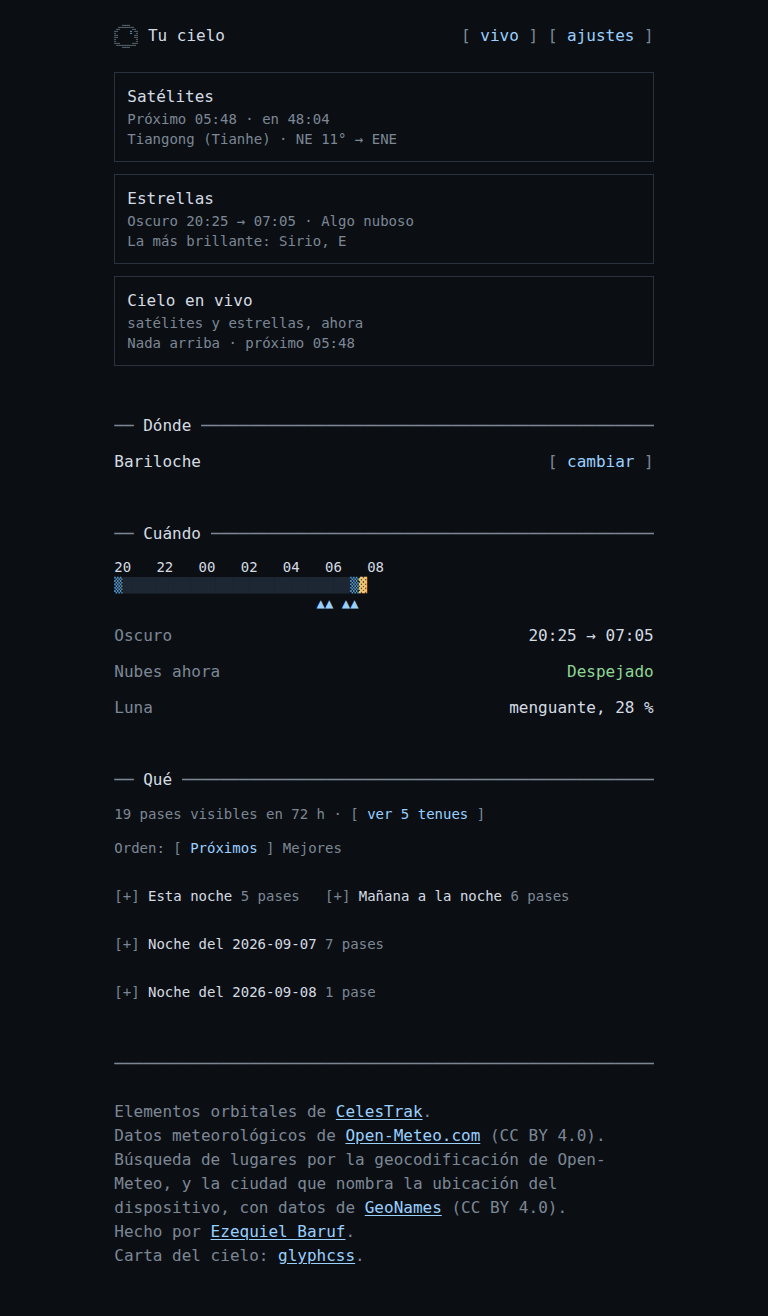 Tu cielo [ vivo ] [ ajustes ]
Satélites
Próximo 05:48 · en 48:04
Tiangong (Tianhe) · NE 11° → ENE
Estrellas
Oscuro 20:25 → 07:05 · Algo nuboso
La más brillante: Sirio, E
Cielo en vivo
satélites y estrellas, ahora
Nada arriba · próximo 05:48
Dónde
Bariloche [ cambiar ]
Cuándo
20 22 00 02 04 06 08
▲▲ ▲▲
Oscuro 20:25 → 07:05
Nubes ahora Despejado
Luna menguante, 28 %
Qué
19 pases visibles en 72 h · [ ver 5 tenues ]
Orden: [ Próximos ] Mejores
[+] Esta noche 5 pases [+] Mañana a la noche 6 pases
[+] Noche del 2026-09-07 7 pases
[+] Noche del 2026-09-08 1 pase
Elementos orbitales de CelesTrak.
Datos meteorológicos de Open-Meteo.com (CC BY 4.0).
Búsqueda de lugares por la geocodificación de Open-
Meteo, y la ciudad que nombra la ubicación del
dispositivo, con datos de GeoNames (CC BY 4.0).
Hecho por Ezequiel Baruf.
Carta del cielo: glyphcss.